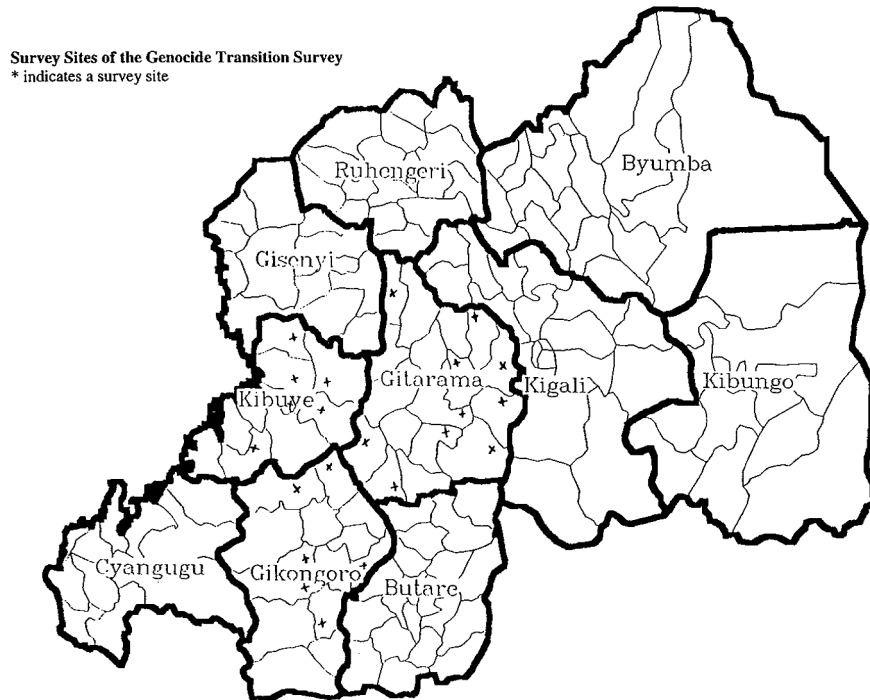 Survey Sites of the Genocide Transition Survey
* indicates a survey site
Byumba
Ruhengeri
Gisenyi
Gitarama
Kigali
Kibungo
Kibuye
Cyangugu
Gikongoro
Butare